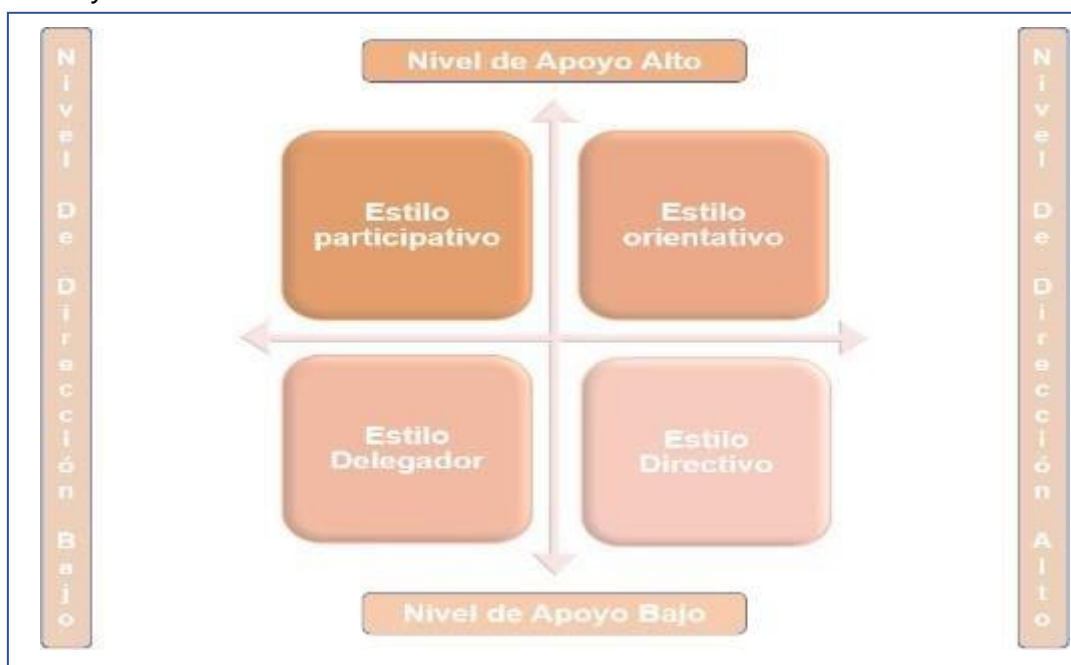 Nivel de Apoyo Alto
Nivel De Dirección Bajo
Estilo
participativo
Estilo
orientativo
Nivel De Dirección Alto
Estilo
Delegador
Estilo
Directivo
Nivel de Apoyo Bajo